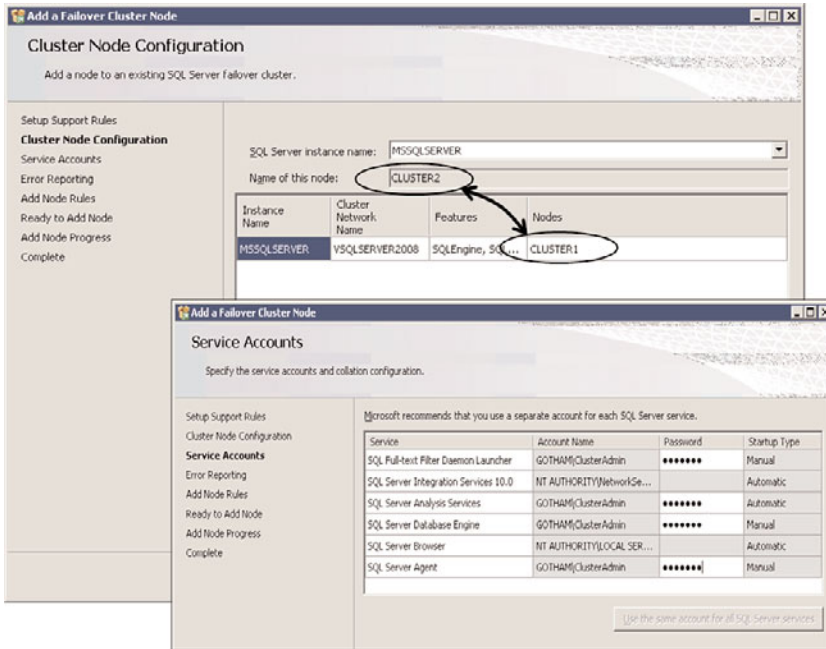 Add a Failover Cluster Node
Cluster Node Configuration
Add a node to an existing SQL Server failover cluster.
Setup Support Rules
Cluster Node Configuration
Service Accounts
Error Reporting
Add Node Rules
Ready to Add Node
Add Node Progress
Complete
SQL Server instance name: MSSQLSERVER
Name of this node: CLUSTER2
Instance Name Cluster Network Name Features Nodes
MSSQLSERVER VSQLSERVER2008 SQLEngine, SQL... CLUSTER1
Add a Failover Cluster Node
Service Accounts
Specify the service accounts and collation configuration.
Setup Support Rules
Cluster Node Configuration
Service Accounts
Error Reporting
Add Node Rules
Ready to Add Node
Add Node Progress
Complete
Microsoft recommends that you use a separate account for each SQL Server service.
Service Account Name Password Startup Type
SQL Full-text Filter Daemon Launcher GOTHAM\ClusterAdmin ●●●●●●● Manual
SQL Server Integration Services 10.0 NT AUTHORITY\NetworkSe... Automatic
SQL Server Analysis Services GOTHAM\ClusterAdmin ●●●●●●● Manual
SQL Server Database Engine GOTHAM\ClusterAdmin ●●●●●●● Manual
SQL Server Browser NT AUTHORITY\LOCAL SER... Automatic
SQL Server Agent GOTHAM\ClusterAdmin ●●●●●●● Manual
Use the same account for all SQL Server services